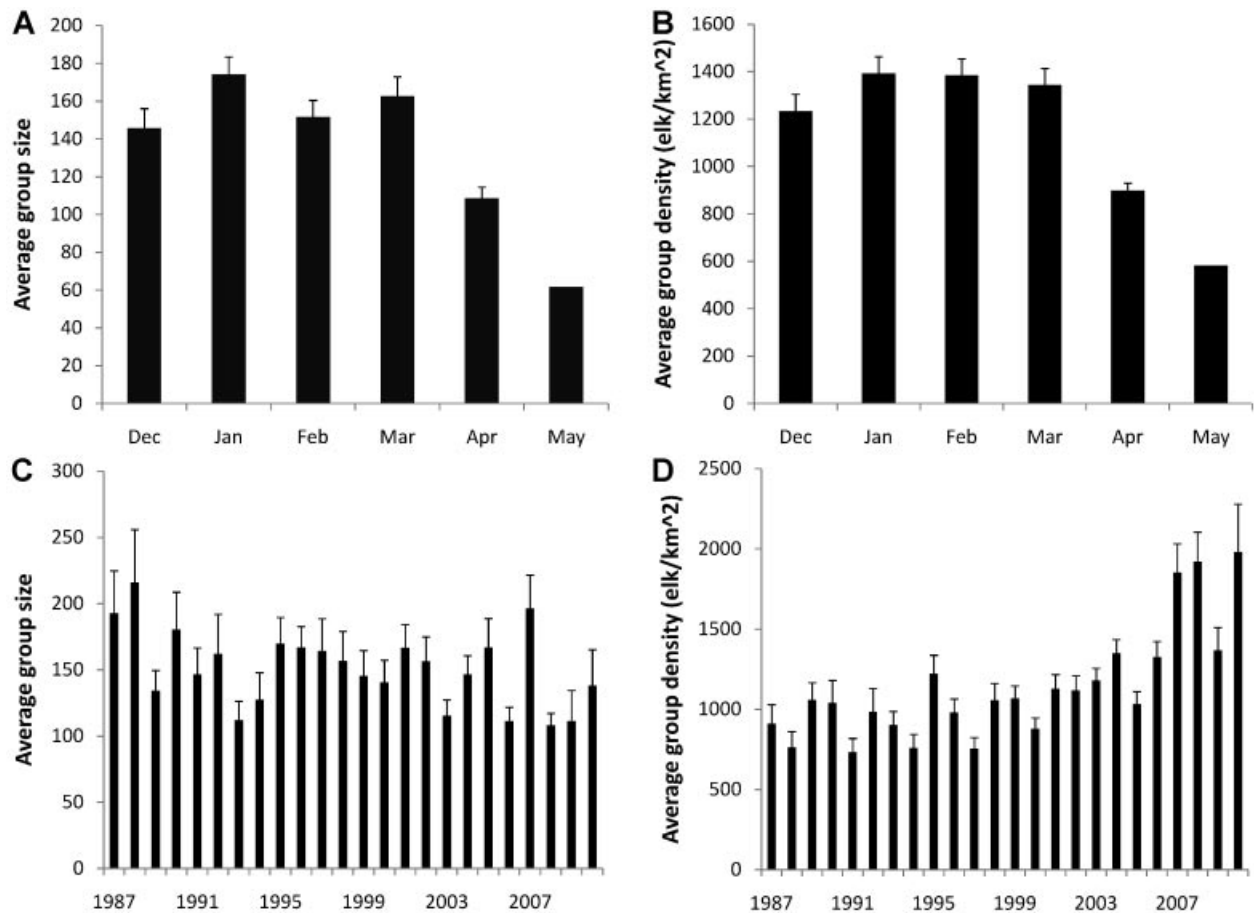 A
Average group size
200
180
160
140
120
100
80
60
40
20
0
Dec Jan Feb Mar Apr May
B
Average group density (elk/km^2)
1600
1400
1200
1000
800
600
400
200
0
Dec Jan Feb Mar Apr May
C
Average group size
300
250
200
150
100
50
0
1987 1991 1995 1999 2003 2007
D
Average group density (elk/km^2)
2500
2000
1500
1000
500
0
1987 1991 1995 1999 2003 2007